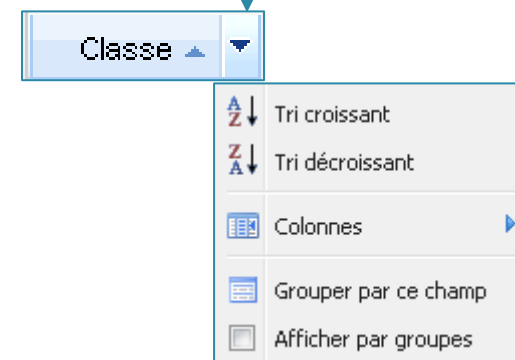 Classe
Tri croissant
Tri décroissant
Colonnes
Grouper par ce champ
Afficher par groupes